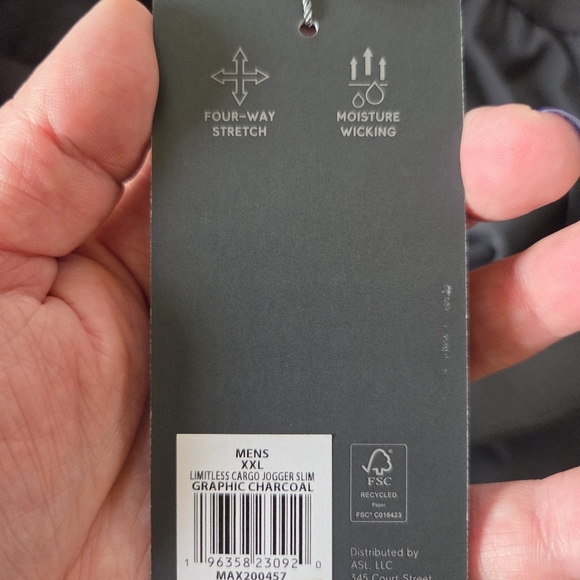 FOUR-WAY
STRETCH
MOISTURE
WICKING
MENS
XXL
LIMITLESS CARGO JOGGER SLIM
GRAPHIC CHARCOAL
1 96358 23092 0
MAX200457
FSC
RECYCLED
Paper
FSC® C016423
Distributed by
ASL, LLC
345 Court Street